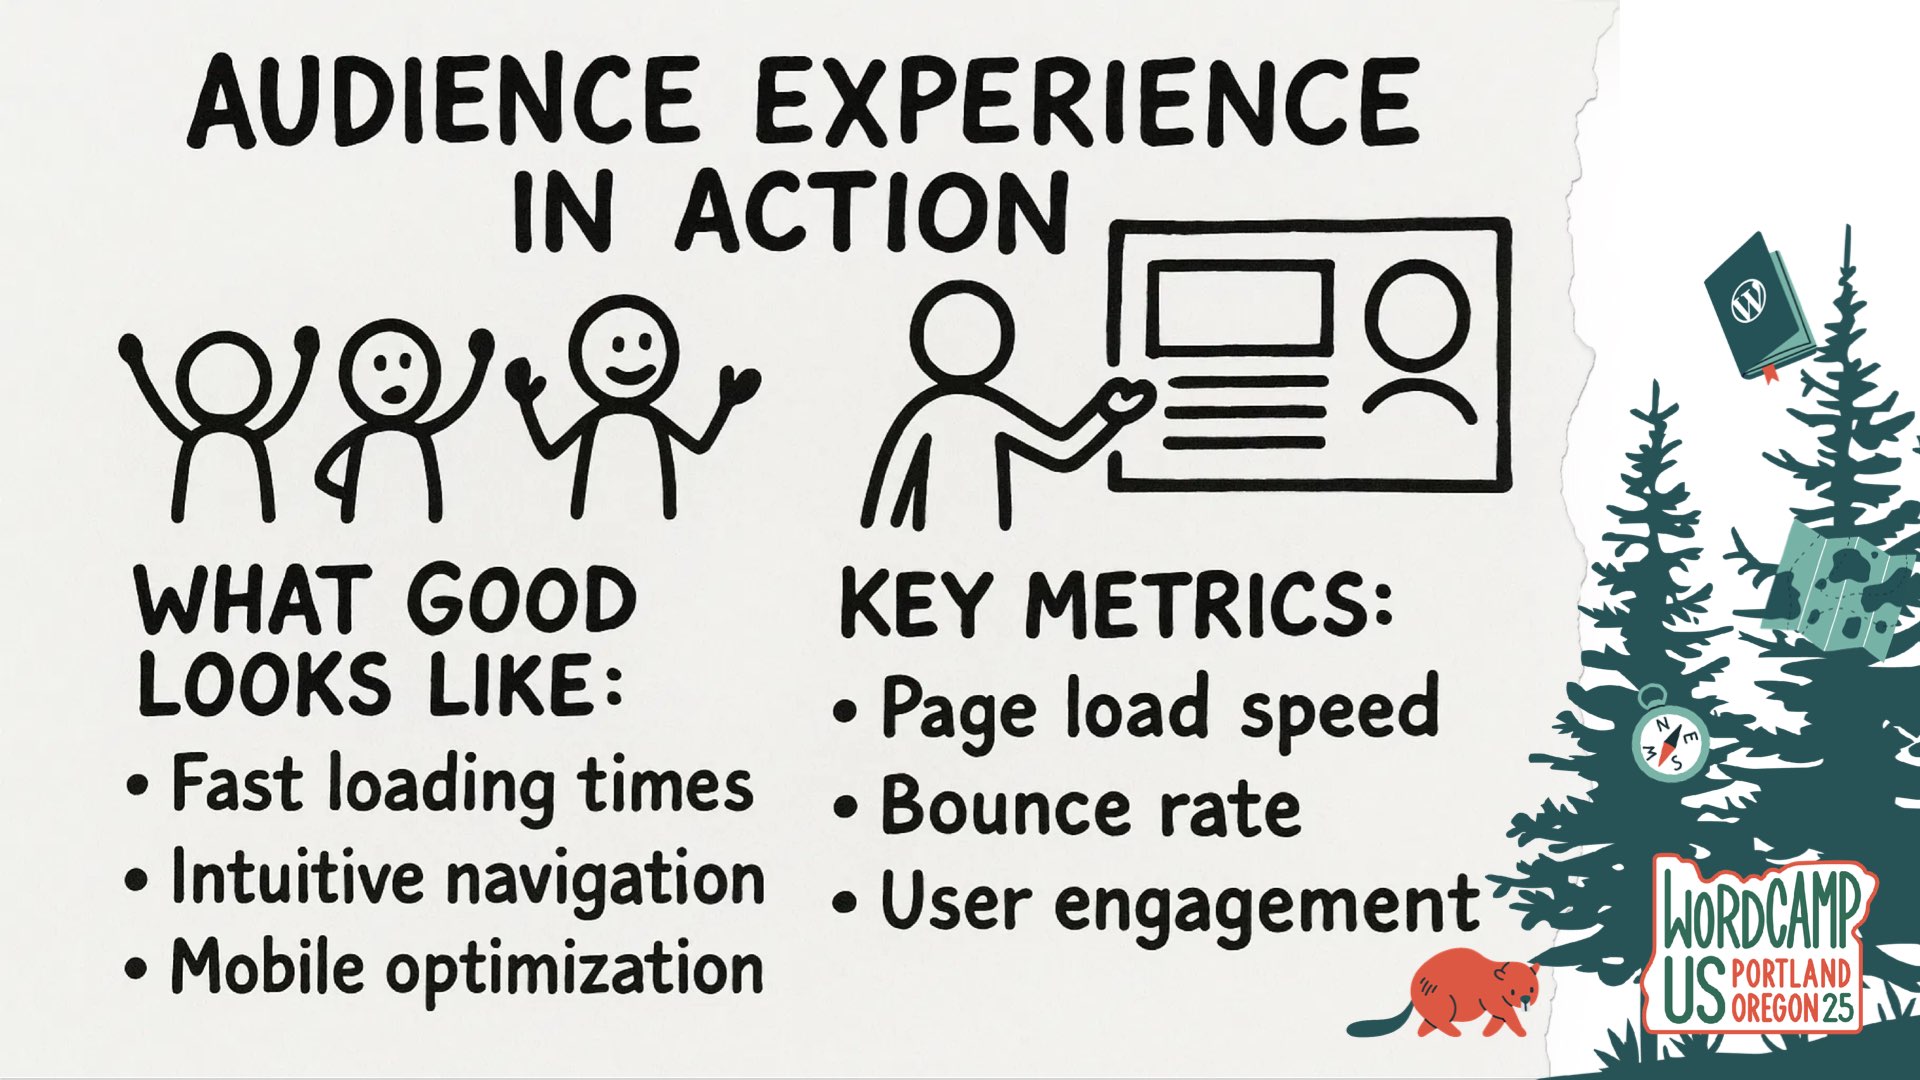 AUDIENCE EXPERIENCE
IN ACTION
WHAT GOOD
LOOKS LIKE:
• Fast loading times
• Intuitive navigation
• Mobile optimization
KEY METRICS:
• Page load speed
• Bounce rate
• User engagement
W
N
E
S
W
WORDCAMP
US PORTLAND
OREGON 25